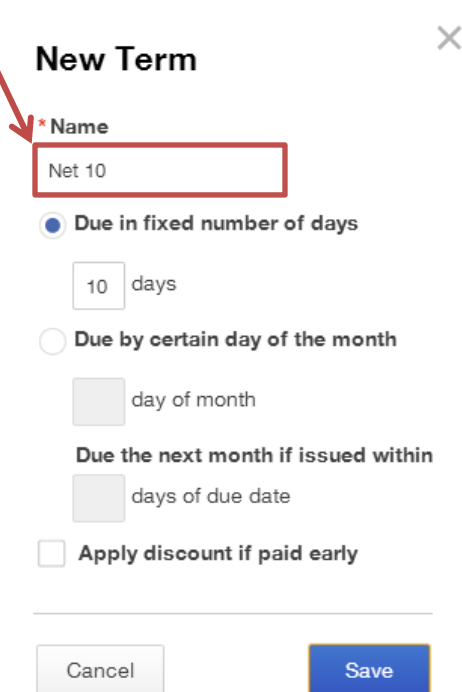 New Term
* Name
Net 10
Due in fixed number of days
10 days
Due by certain day of the month
day of month
Due the next month if issued within
days of due date
Apply discount if paid early
Cancel Save